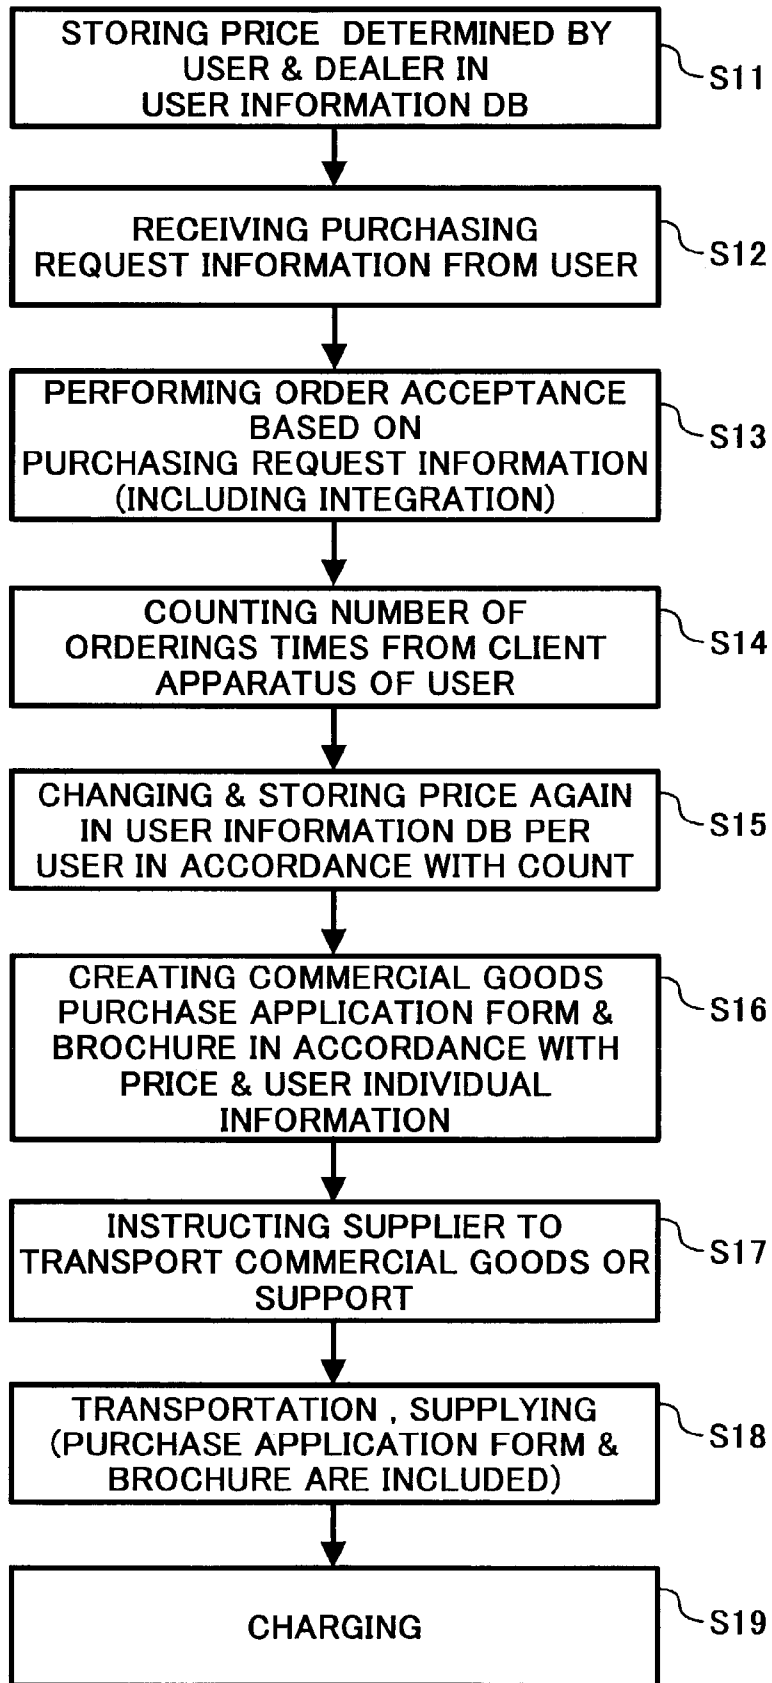 STORING PRICE DETERMINED BY
USER & DEALER IN
USER INFORMATION DB
S11
RECEIVING PURCHASING
REQUEST INFORMATION FROM USER
S12
PERFORMING ORDER ACCEPTANCE
BASED ON
PURCHASING REQUEST INFORMATION
(INCLUDING INTEGRATION)
S13
COUNTING NUMBER OF
ORDERINGS TIMES FROM CLIENT
APPARATUS OF USER
S14
CHANGING & STORING PRICE AGAIN
IN USER INFORMATION DB PER
USER IN ACCORDANCE WITH COUNT
S15
CREATING COMMERCIAL GOODS
PURCHASE APPLICATION FORM &
BROCHURE IN ACCORDANCE WITH
PRICE & USER INDIVIDUAL
INFORMATION
S16
INSTRUCTING SUPPLIER TO
TRANSPORT COMMERCIAL GOODS OR
SUPPORT
S17
TRANSPORTATION , SUPPLYING
(PURCHASE APPLICATION FORM &
BROCHURE ARE INCLUDED)
S18
CHARGING
S19